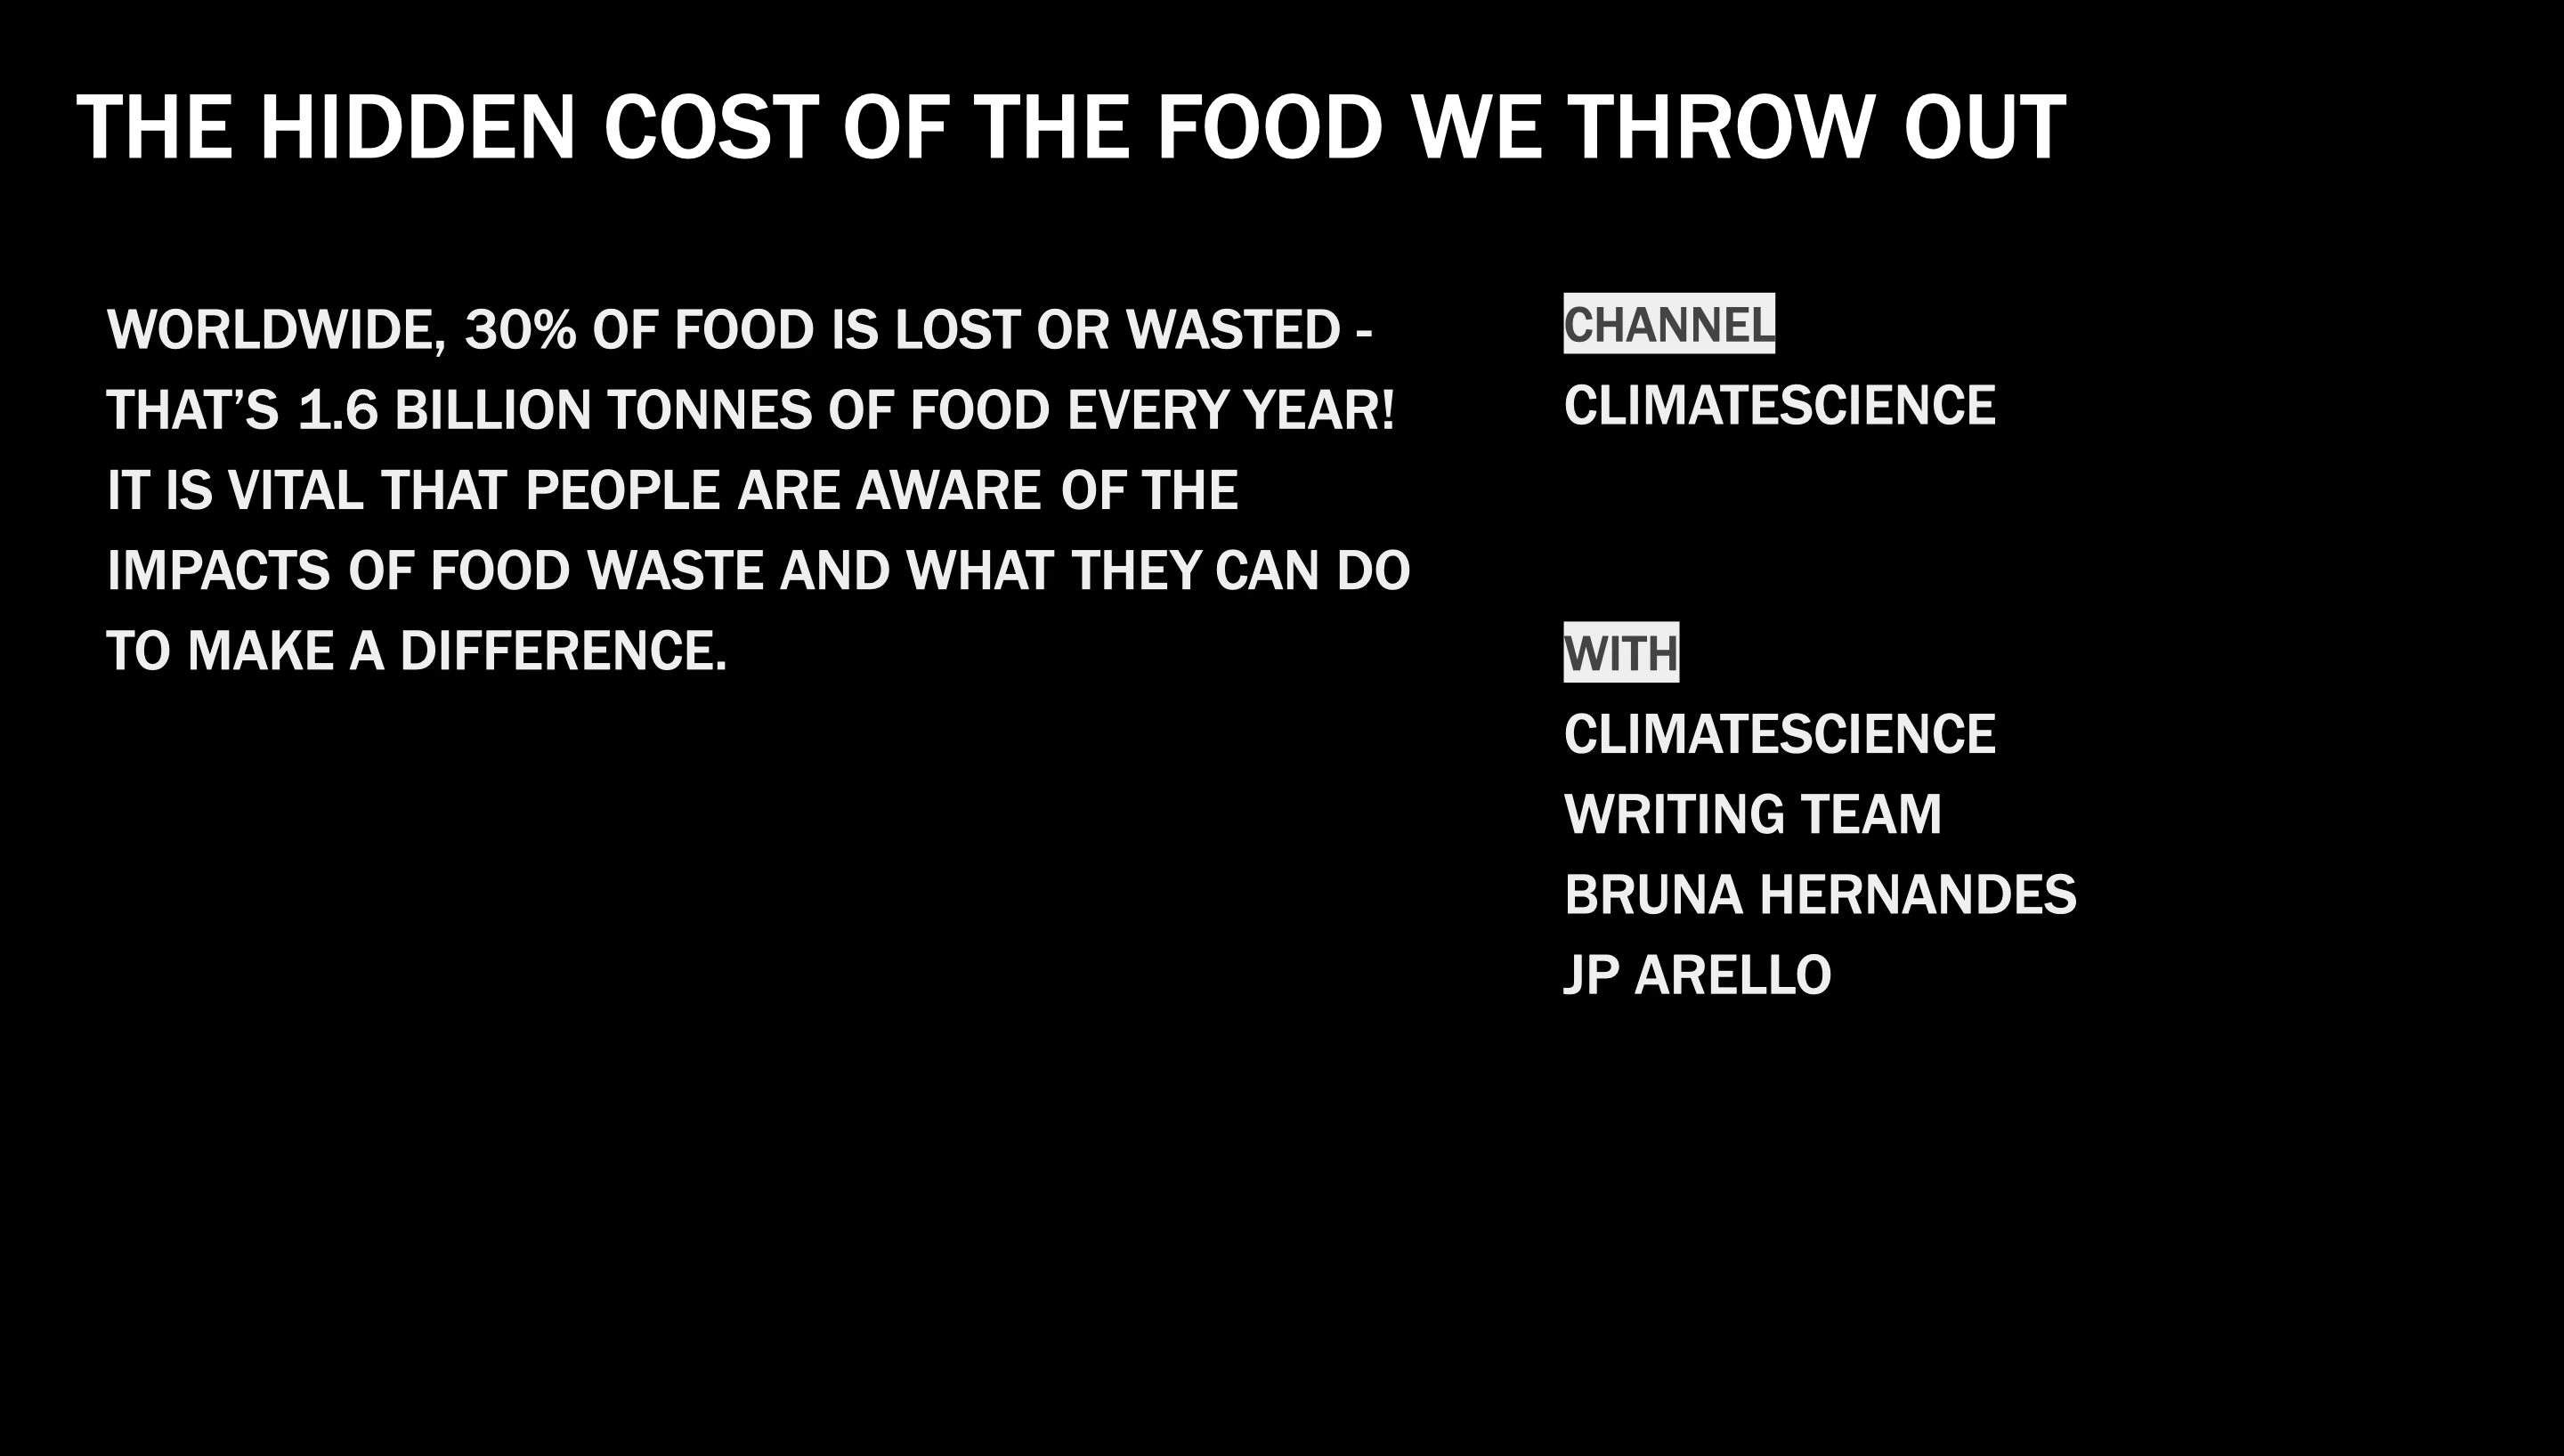 THE HIDDEN COST OF THE FOOD WE THROW OUT
WORLDWIDE, 30% OF FOOD IS LOST OR WASTED -
THAT’S 1.6 BILLION TONNES OF FOOD EVERY YEAR!
IT IS VITAL THAT PEOPLE ARE AWARE OF THE
IMPACTS OF FOOD WASTE AND WHAT THEY CAN DO
TO MAKE A DIFFERENCE.
CHANNEL
CLIMATESCIENCE
WITH
CLIMATESCIENCE
WRITING TEAM
BRUNA HERNANDES
JP ARELLO